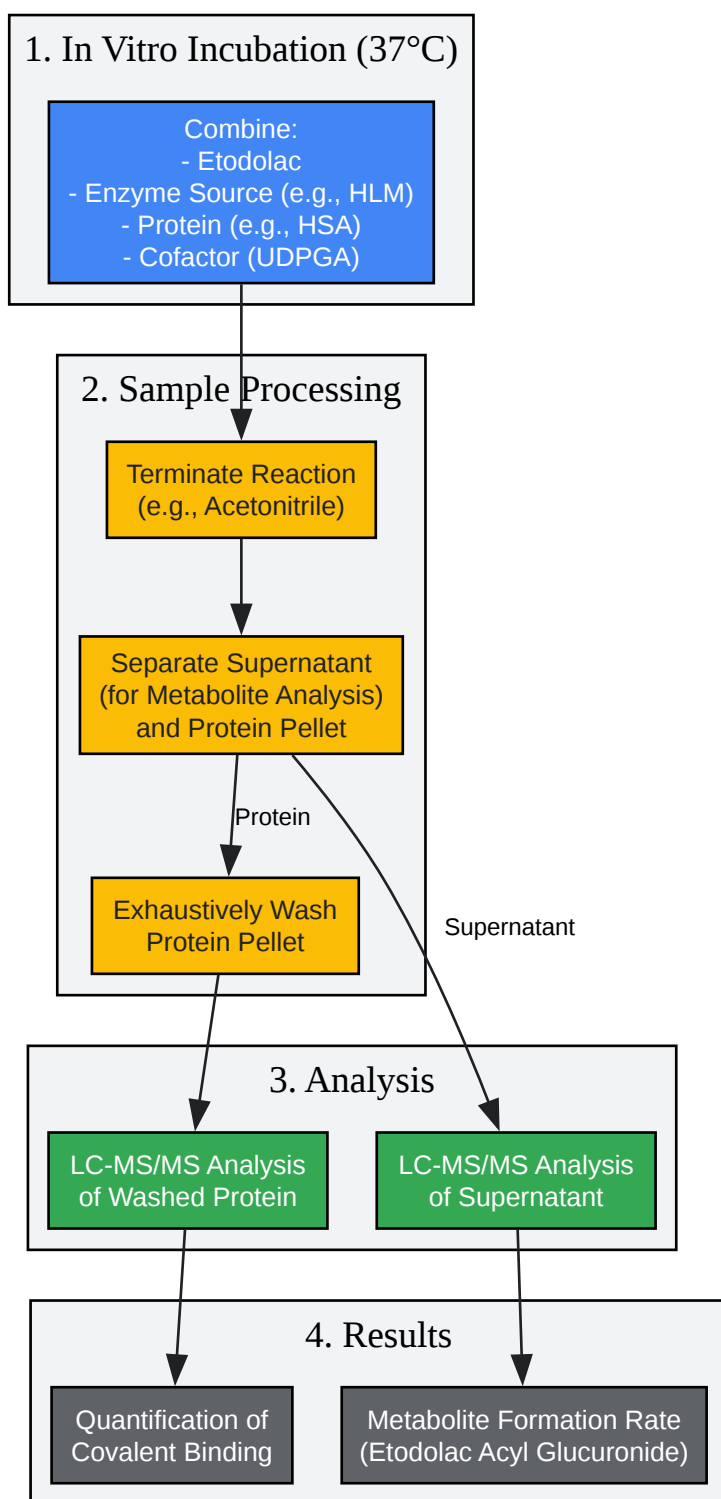 1. In Vitro Incubation (37°C)
Combine:
- Etodolac
- Enzyme Source (e.g., HLM)
- Protein (e.g., HSA)
- Cofactor (UDPGA)
2. Sample Processing
Terminate Reaction
(e.g., Acetonitrile)
Separate Supernatant
(for Metabolite Analysis)
and Protein Pellet
Protein
Exhaustively Wash
Protein Pellet
Supernatant
3. Analysis
LC-MS/MS Analysis
of Washed Protein
LC-MS/MS Analysis
of Supernatant
4. Results
Quantification of
Covalent Binding
Metabolite Formation Rate
(Etodolac Acyl Glucuronide)